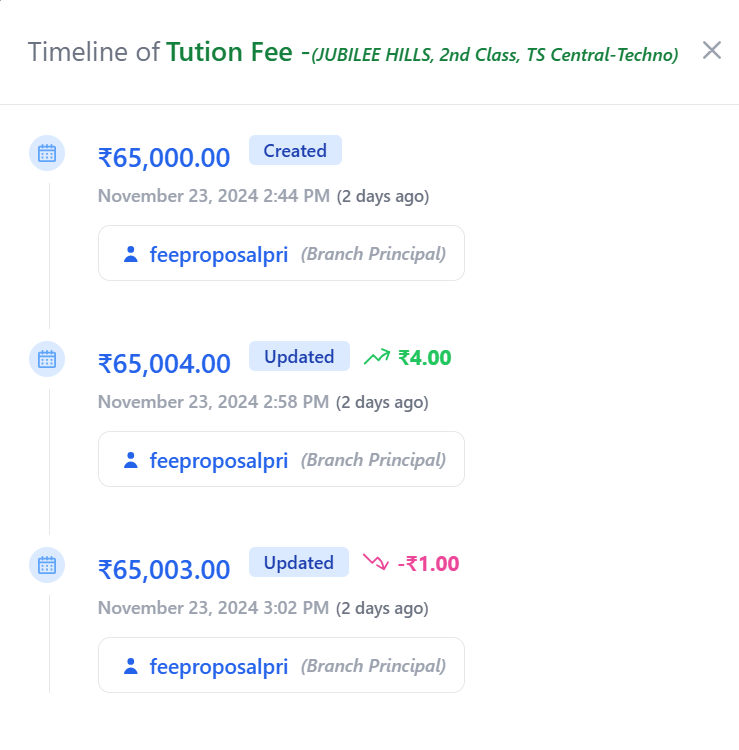 Timeline of Tution Fee -(JUBILEE HILLS, 2nd Class, TS Central-Techno)
₹65,000.00 Created
November 23, 2024 2:44 PM (2 days ago)
feeproposalpri (Branch Principal)
₹65,004.00 Updated ₹4.00
November 23, 2024 2:58 PM (2 days ago)
feeproposalpri (Branch Principal)
₹65,003.00 Updated -₹1.00
November 23, 2024 3:02 PM (2 days ago)
feeproposalpri (Branch Principal)